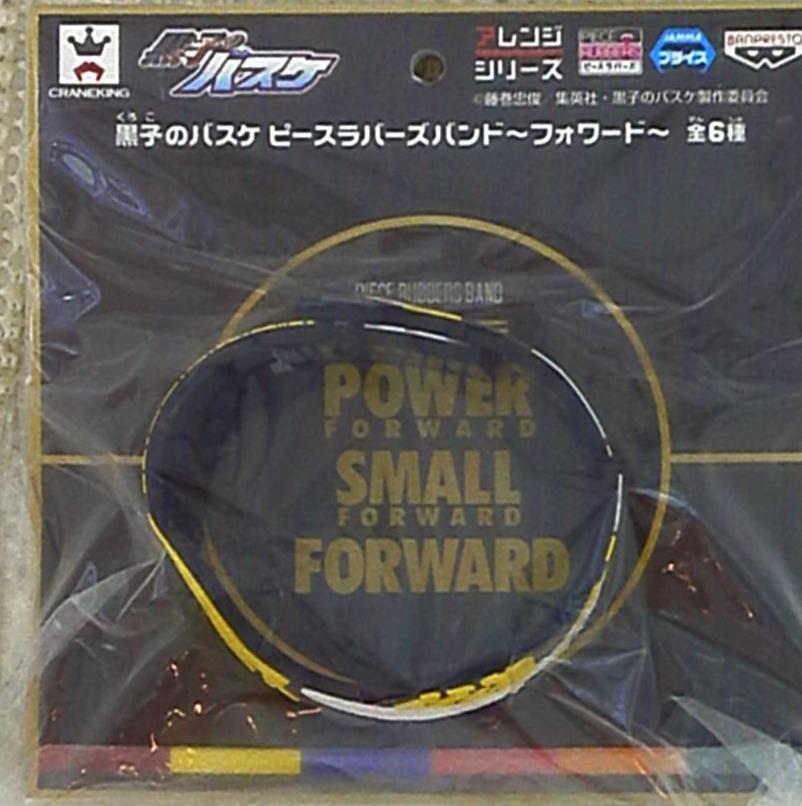 CRANEKING
黒子のバスケ
アレンジ
シリーズ
PIECE
RUBBERS
ピースラバーズ
JAMMA
プライズ
BANPRESTO
©藤巻忠俊/集英社・黒子のバスケ製作委員会
くろこ
黒子のバスケ ピースラバーズバンド～フォワード～ 全6種
PIECE RUBBERS BAND
POWER
FORWARD
SMALL
FORWARD
FORWARD